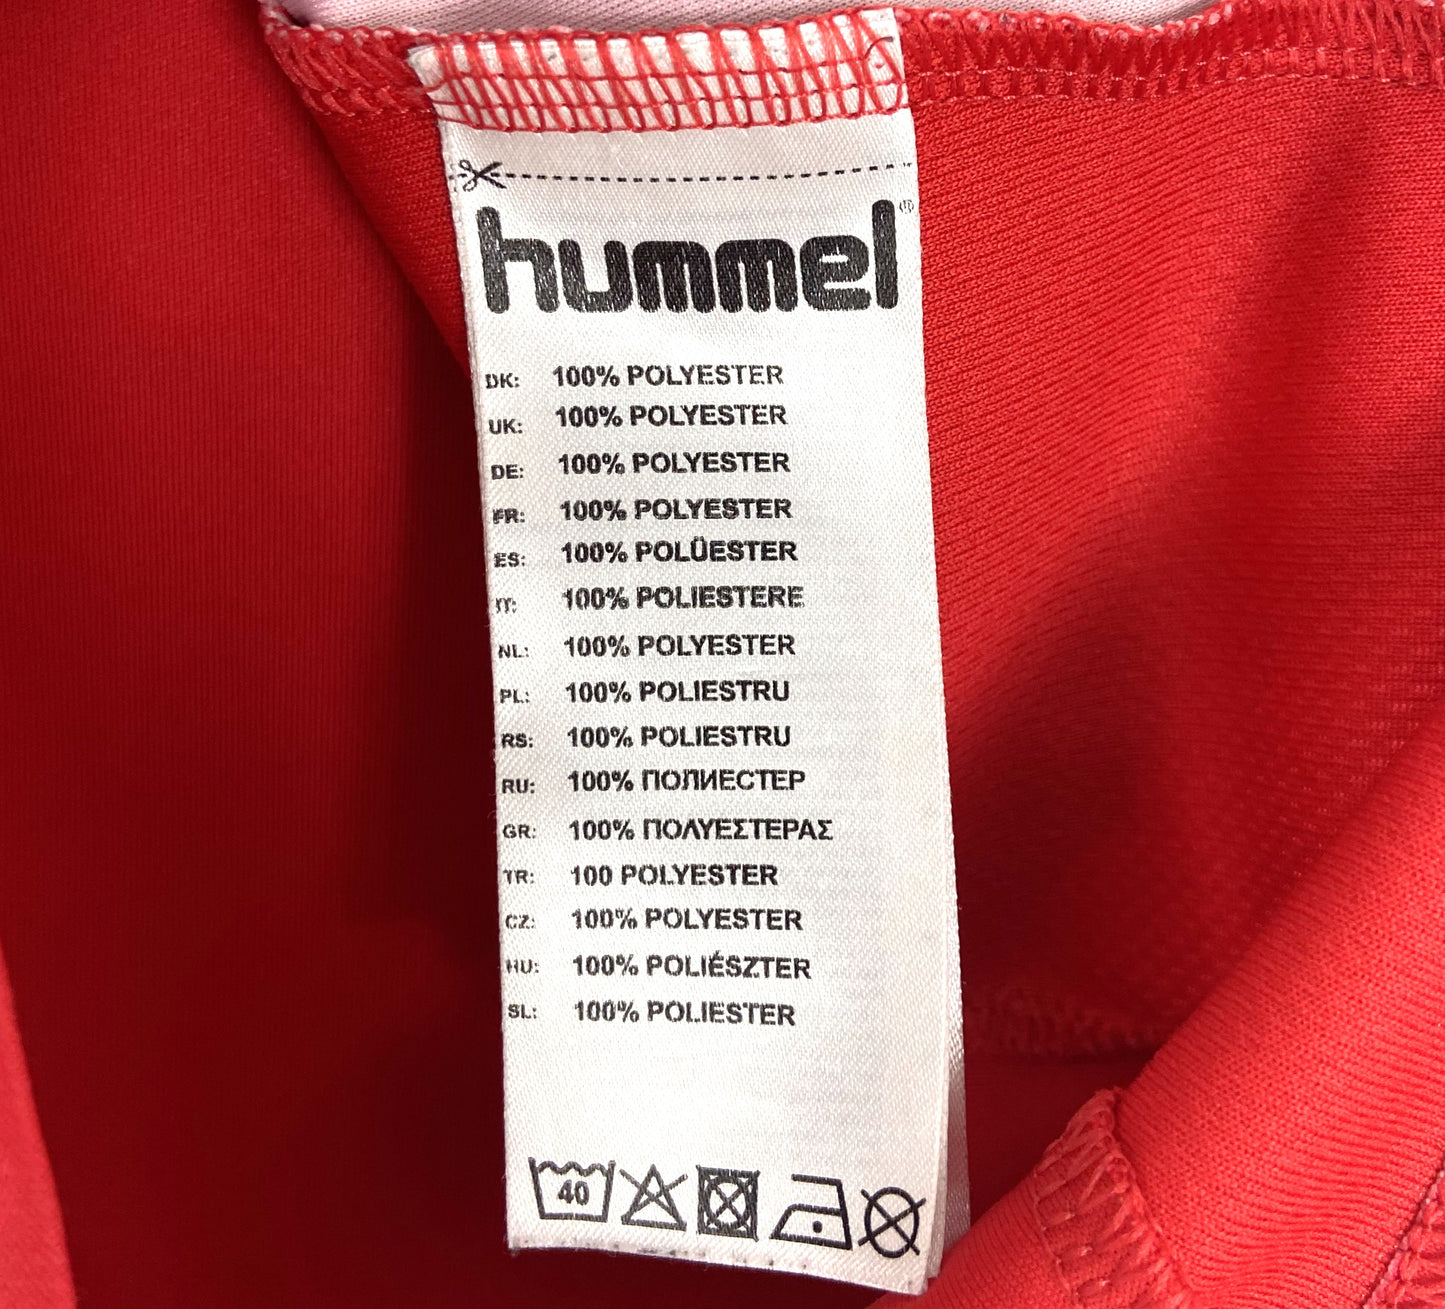 hummel®
DK: 100% POLYESTER
UK: 100% POLYESTER
DE: 100% POLYESTER
FR: 100% POLYESTER
ES: 100% POLÜESTER
IT: 100% POLIESTERE
NL: 100% POLYESTER
PL: 100% POLIESTRU
RS: 100% POLIESTRU
RU: 100% ПОЛИЕСТЕР
GR: 100% ΠΟΛΥΕΣΤΕΡΑΣ
TR: 100 POLYESTER
CZ: 100% POLYESTER
HU: 100% POLIÉSZTER
SL: 100% POLIESTER
40